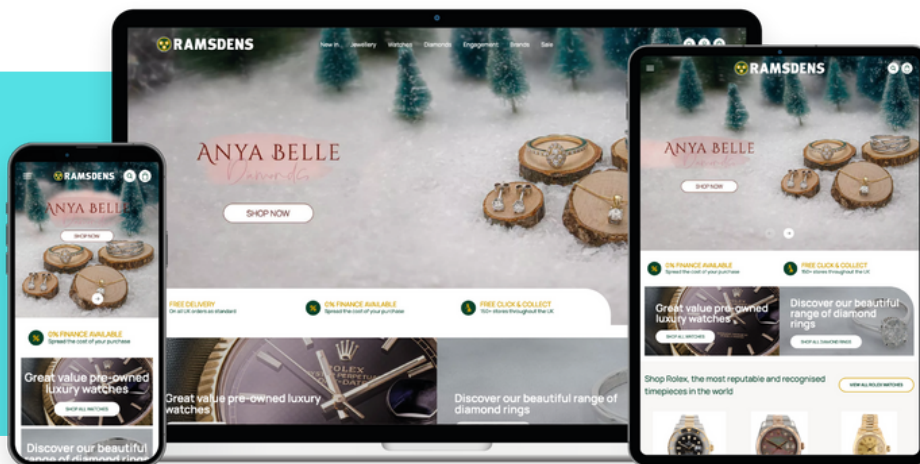 RAMSDENS
New In
Jewellery
Watches
Diamonds
Engagement
Brands
Sale
ANYA BELLE
Diamonds
SHOP NOW
FREE DELIVERY
On all UK orders as standard
0% FINANCE AVAILABLE
Spread the cost of your purchase
FREE CLICK & COLLECT
150+ stores throughout the UK
ROLEX
Great value pre-owned luxury
watches
Discover our beautiful range of
diamond rings
RAMSDENS
ANYA BELLE
SHOP NOW
0% FINANCE AVAILABLE
Spread the cost of your purchase
Great value pre-owned
luxury watches
SHOP ALL WATCHES
Discover our beautiful
range of diamond rings
RAMSDENS
ANYA BELLE
Diamonds
SHOP NOW
0% FINANCE AVAILABLE
Spread the cost of your purchase
FREE CLICK & COLLECT
150+ stores throughout the UK
Great value pre-owned
luxury watches
SHOP ALL WATCHES
Discover our beautiful
range of diamond
rings
SHOP ALL DIAMOND RINGS
Shop Rolex, the most reputable and recognised
timepieces in the world
VIEW ALL ROLEX WATCHES